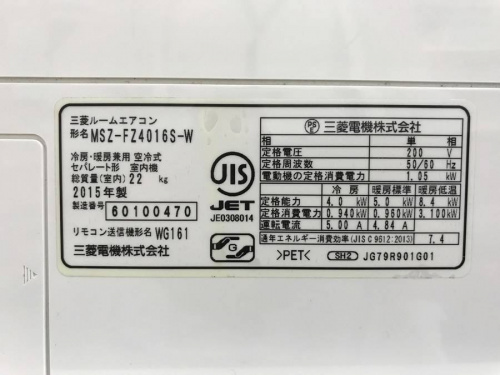 三菱ルームエアコン
形名 MSZ-FZ4016S-W
冷房・暖房兼用 空冷式
セパレート形 室内機
総質量(室内) 22 kg
2015年製
製造番号 60100470
リモコン送信機形名 WG161
三菱電機株式会社
JIS
JET
JE0308014
PS E 三菱電機株式会社
相 単 相
定格電圧 200 V
定格周波数 50/60 Hz
電動機の定格消費電力 1.05 kW
冷 房 暖房標準 暖房低温
定格能力 4.0 kW 5.0 kW 8.4 kW
定格消費電力 0.940 kW 0.960 kW 3.100 kW
運転電流 5.00 A 4.84 A
通年エネルギー消費効率(JIS C 9612:2013) 7.4
>PET< SH2 JG79R901G01